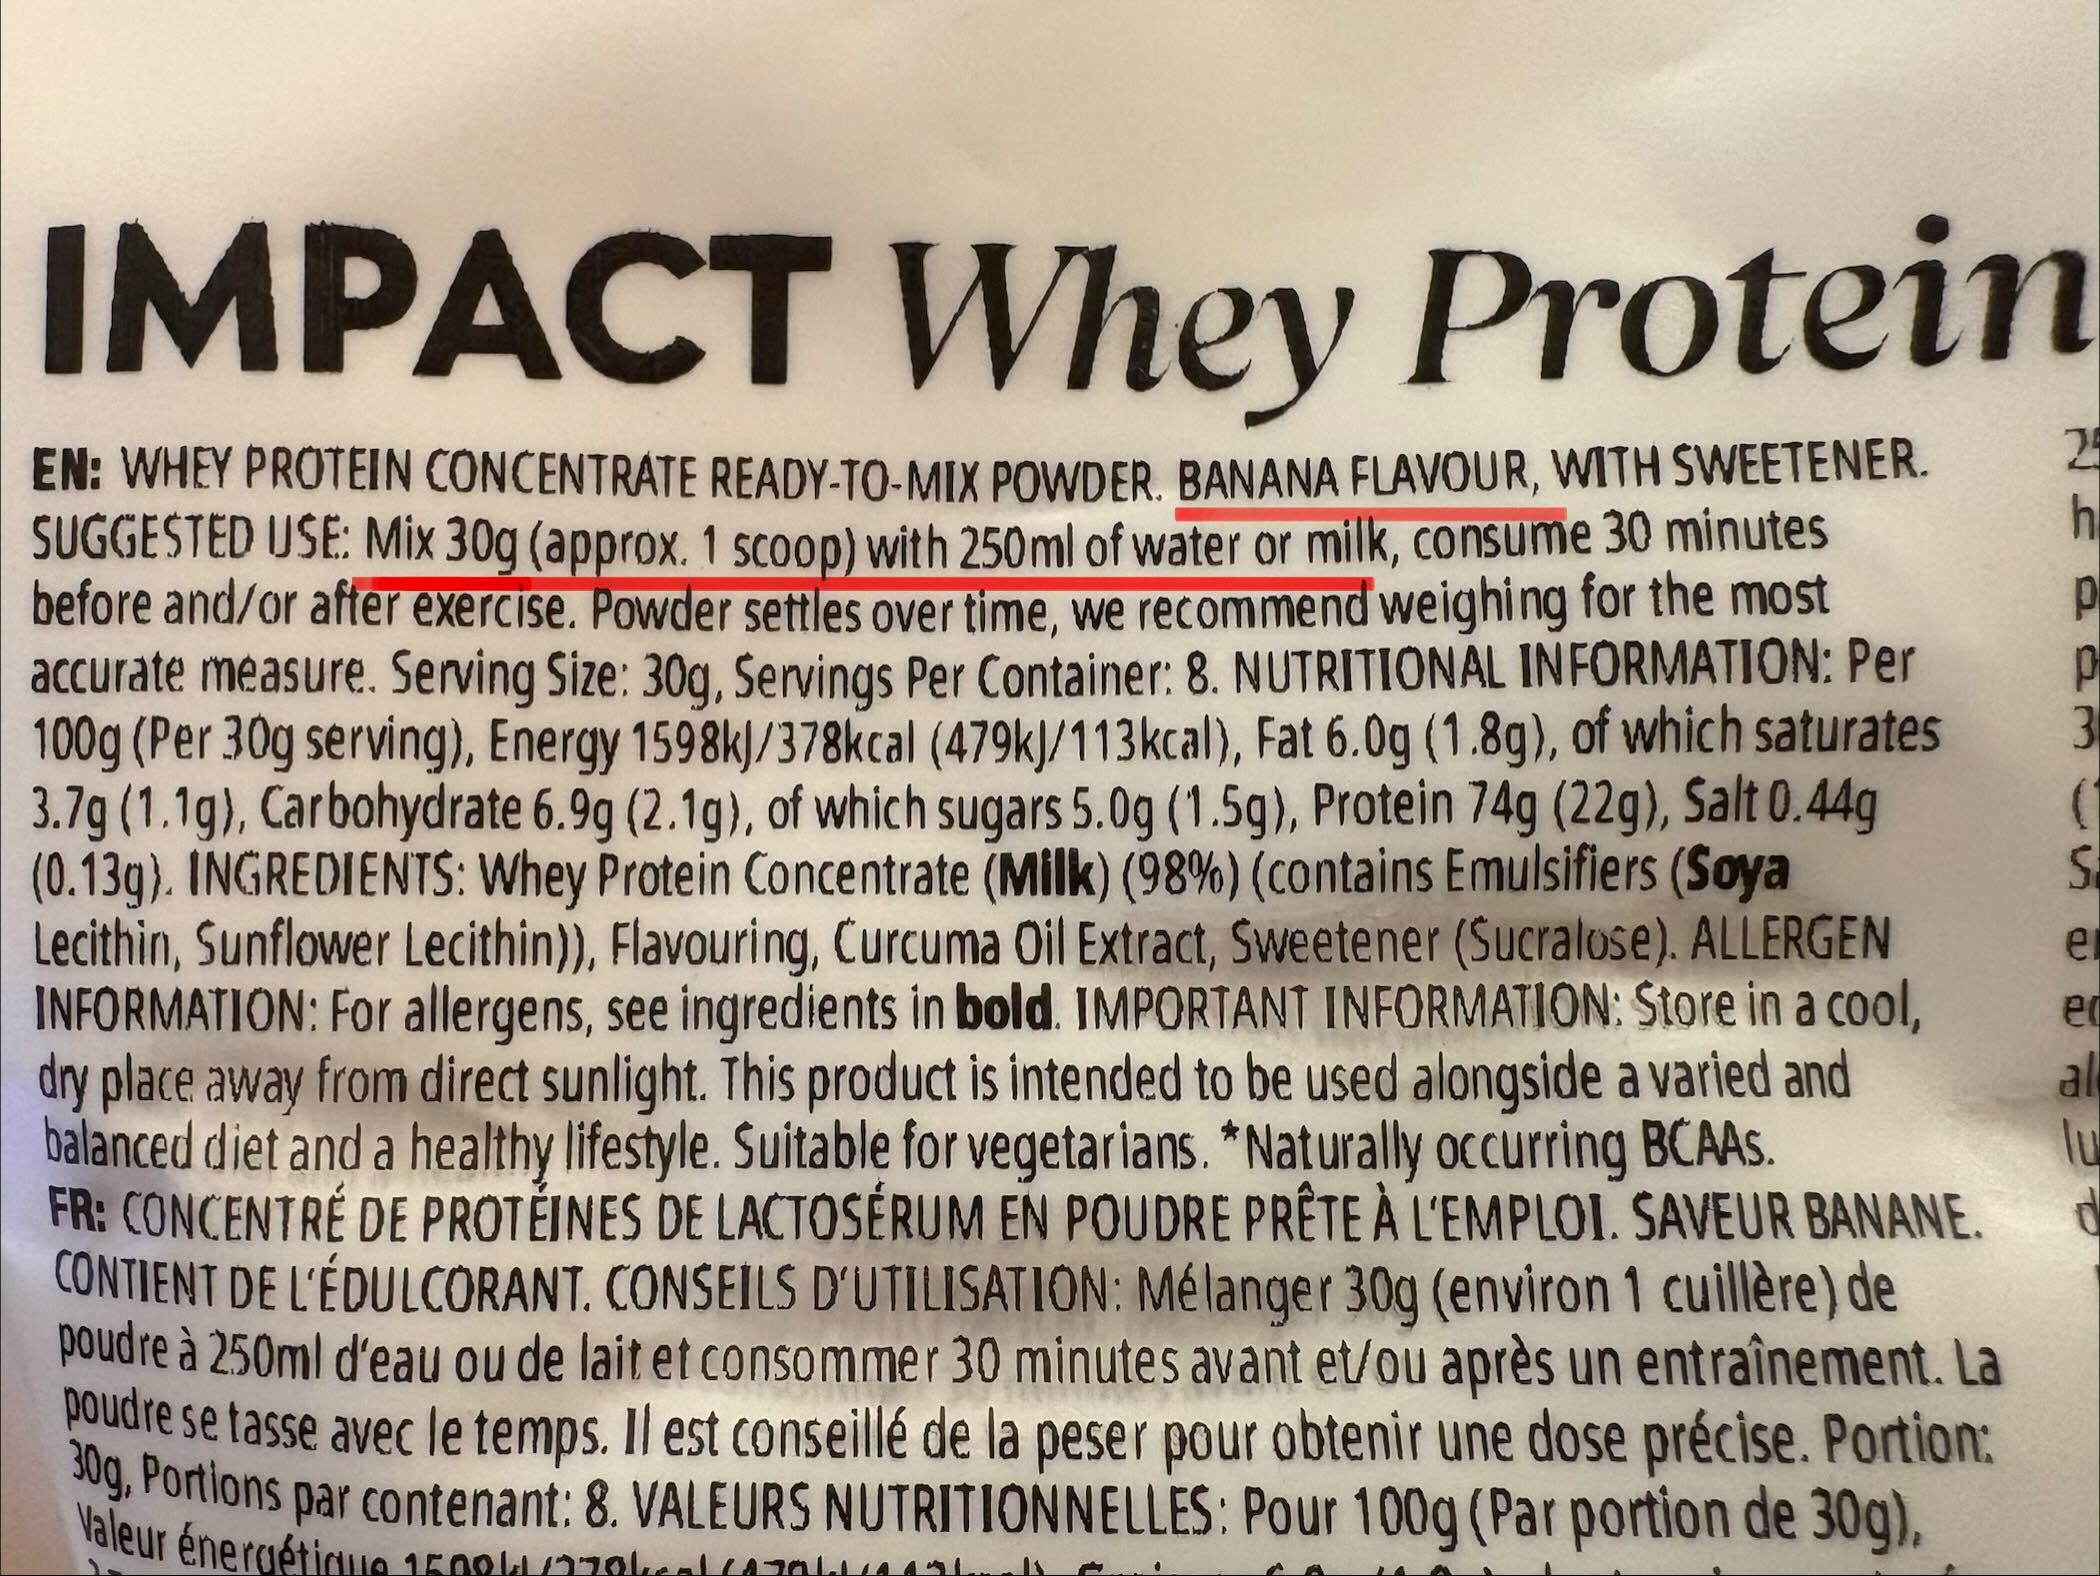 IMPACT Whey Protein
EN: WHEY PROTEIN CONCENTRATE READY-TO-MIX POWDER. BANANA FLAVOUR, WITH SWEETENER.
SUGGESTED USE: Mix 30g (approx. 1 scoop) with 250ml of water or milk, consume 30 minutes
before and/or after exercise. Powder settles over time, we recommend weighing for the most
accurate measure. Serving Size: 30g, Servings Per Container: 8. NUTRITIONAL INFORMATION: Per
100g (Per 30g serving), Energy 1598kJ/378kcal (479kJ/113kcal), Fat 6.0g (1.8g), of which saturates
3.7g (1.1g), Carbohydrate 6.9g (2.1g), of which sugars 5.0g (1.5g), Protein 74g (22g), Salt 0.44g
(0.13g). INGREDIENTS: Whey Protein Concentrate (Milk) (98%) (contains Emulsifiers (Soya
Lecithin, Sunflower Lecithin)), Flavouring, Curcuma Oil Extract, Sweetener (Sucralose). ALLERGEN
INFORMATION: For allergens, see ingredients in bold. IMPORTANT INFORMATION: Store in a cool,
dry place away from direct sunlight. This product is intended to be used alongside a varied and
balanced diet and a healthy lifestyle. Suitable for vegetarians. *Naturally occurring BCAAs.
FR: CONCENTRÉ DE PROTÉINES DE LACTOSÉRUM EN POUDRE PRÊTE À L'EMPLOI. SAVEUR BANANE.
CONTIENT DE L'ÉDULCORANT. CONSEILS D'UTILISATION: Mélanger 30g (environ 1 cuillère) de
poudre à 250ml d'eau ou de lait et consommer 30 minutes avant et/ou après un entraînement. La
poudre se tasse avec le temps. Il est conseillé de la peser pour obtenir une dose précise. Portion:
30g, Portions par contenant: 8. VALEURS NUTRITIONNELLES: Pour 100g (Par portion de 30g),
Valeur énergétique 1598kJ/378kcal (479kJ/113kcal)